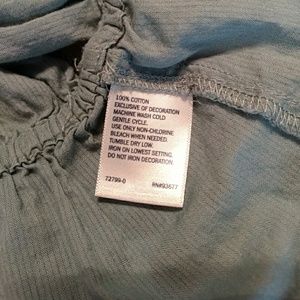 100% COTTON
EXCLUSIVE OF DECORATION
MACHINE WASH COLD
GENTLE CYCLE.
USE ONLY NON-CHLORINE
BLEACH WHEN NEEDED.
TUMBLE DRY LOW.
IRON ON LOWEST SETTING.
DO NOT IRON DECORATION.
72799-0 RN#93677